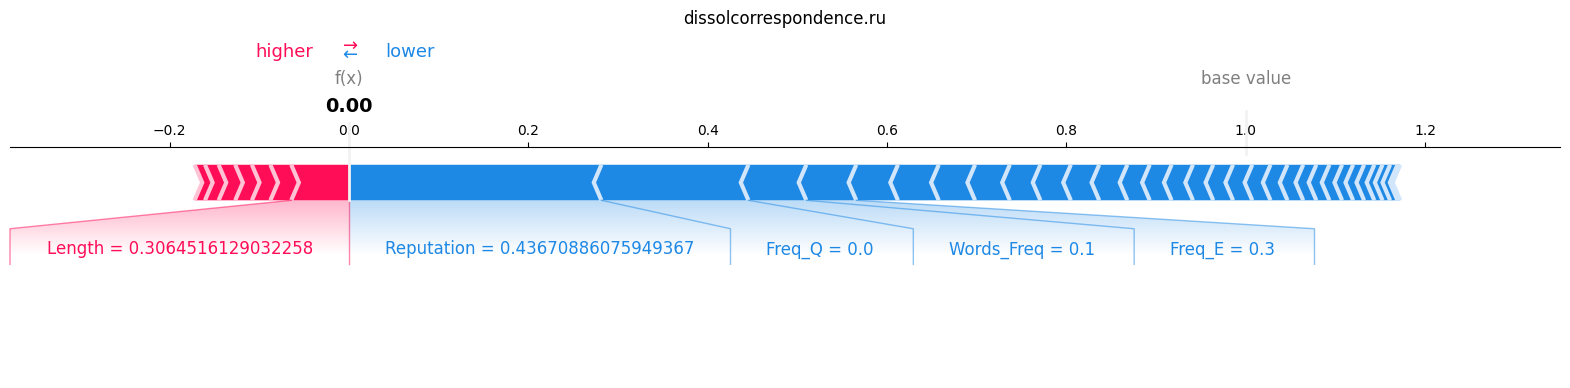 dissolcorrespondence.ru
higher ⇄ lower
f(x) base value
0.00
−0.2 0.0 0.2 0.4 0.6 0.8 1.0 1.2
Length = 0.3064516129032258 Reputation = 0.43670886075949367 Freq_Q = 0.0 Words_Freq = 0.1 Freq_E = 0.3